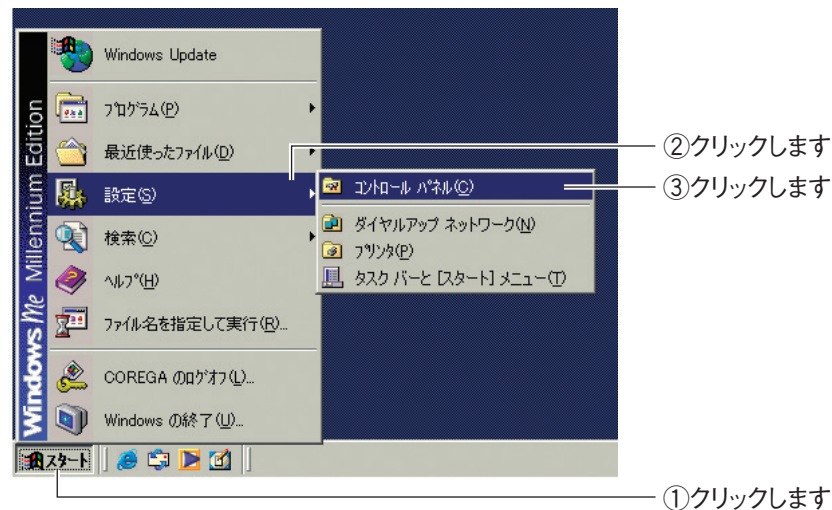 Windows Me Millennium Edition
Windows Update
プログラム(P)
最近使ったファイル(D)
設定(S)
検索(C)
ヘルプ(H)
ファイル名を指定して実行(R)...
COREGA のログオフ(L)...
Windows の終了(U)...
コントロール パネル(C)
ダイヤルアップ ネットワーク(N)
プリンタ(P)
タスク バーと [スタート] メニュー(T)
スタート
②クリックします
③クリックします
①クリックします